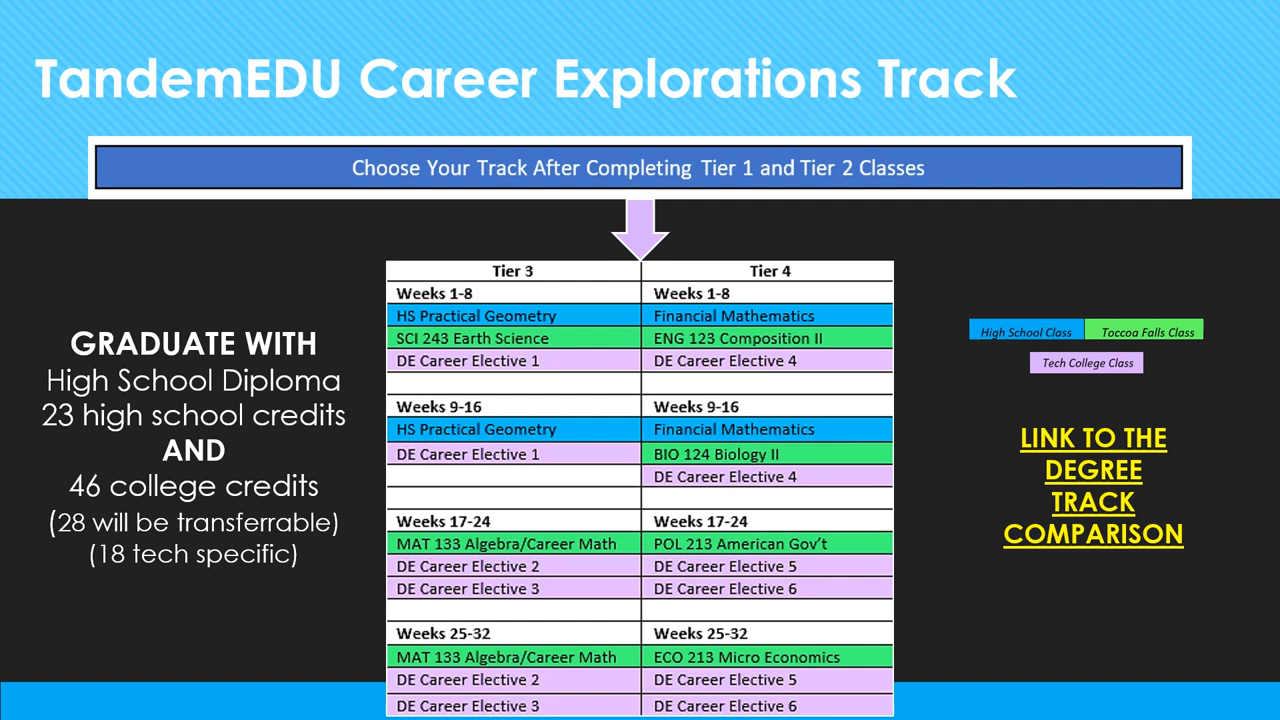 TandemEDU Career Explorations Track
Choose Your Track After Completing Tier 1 and Tier 2 Classes
GRADUATE WITH
High School Diploma
23 high school credits
AND
46 college credits
(28 will be transferrable)
(18 tech specific)
Tier 3 Tier 4
Weeks 1-8 Weeks 1-8
HS Practical Geometry Financial Mathematics
SCI 243 Earth Science ENG 123 Composition II
DE Career Elective 1 DE Career Elective 4
Weeks 9-16 Weeks 9-16
HS Practical Geometry Financial Mathematics
DE Career Elective 1 BIO 124 Biology II
DE Career Elective 4
Weeks 17-24 Weeks 17-24
MAT 133 Algebra/Career Math POL 213 American Gov't
DE Career Elective 2 DE Career Elective 5
DE Career Elective 3 DE Career Elective 6
Weeks 25-32 Weeks 25-32
MAT 133 Algebra/Career Math ECO 213 Micro Economics
DE Career Elective 2 DE Career Elective 5
DE Career Elective 3 DE Career Elective 6
High School Class Toccoa Falls Class
Tech College Class
LINK TO THE
DEGREE
TRACK
COMPARISON